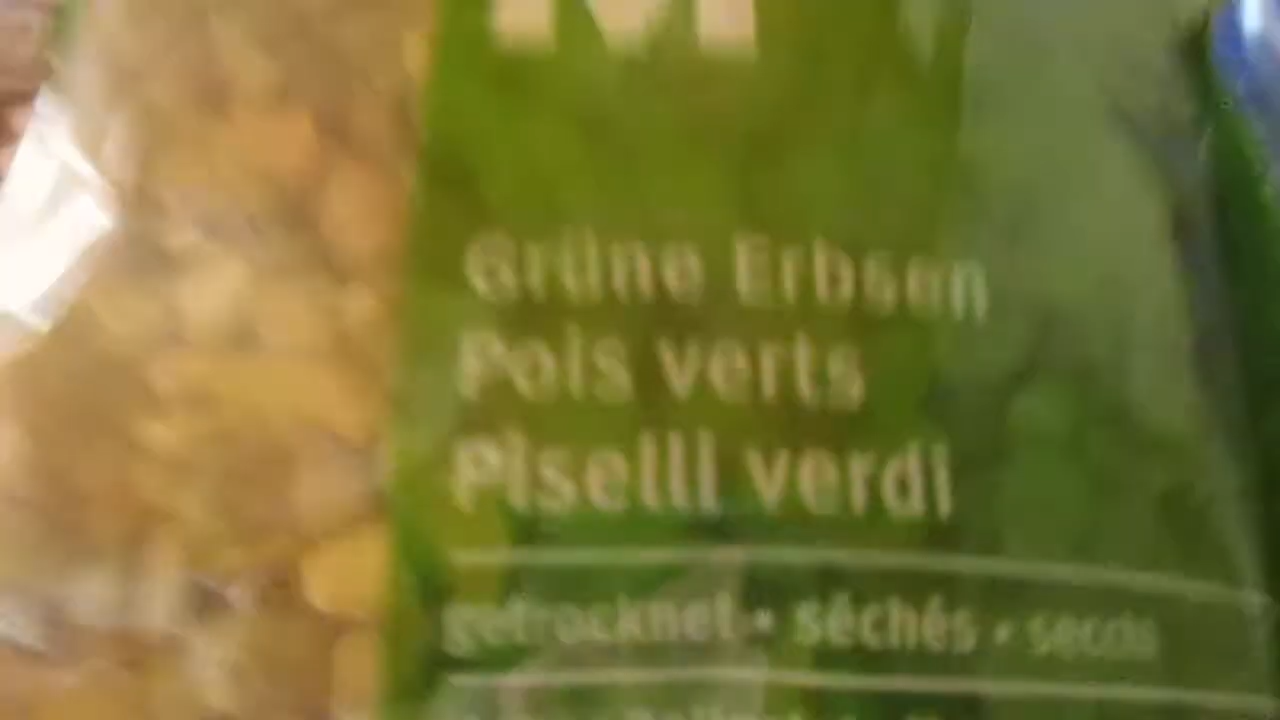 M
Grüne Erbsen
Pois verts
Piselli verdi
getrocknet • séchés • secchi